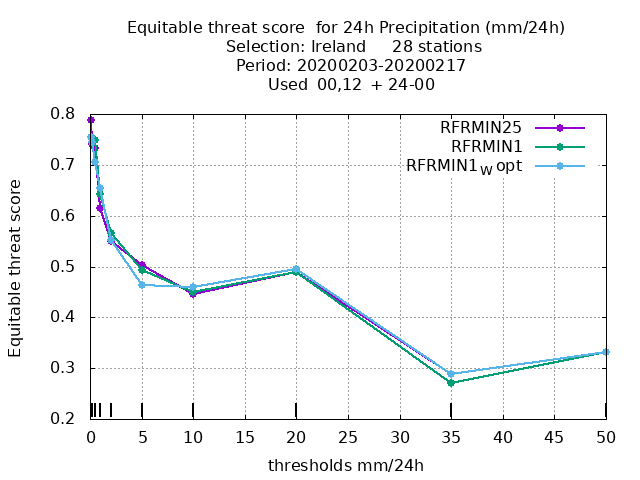 Equitable threat score  for 24h Precipitation (mm/24h)
Selection: Ireland     28 stations
Period: 20200203-20200217
Used  00,12  + 24-00
RFRMIN25
RFRMIN1
RFRMIN1W opt
Equitable threat score
0.8
0.7
0.6
0.5
0.4
0.3
0.2
0 5 10 15 20 25 30 35 40 45 50
thresholds mm/24h